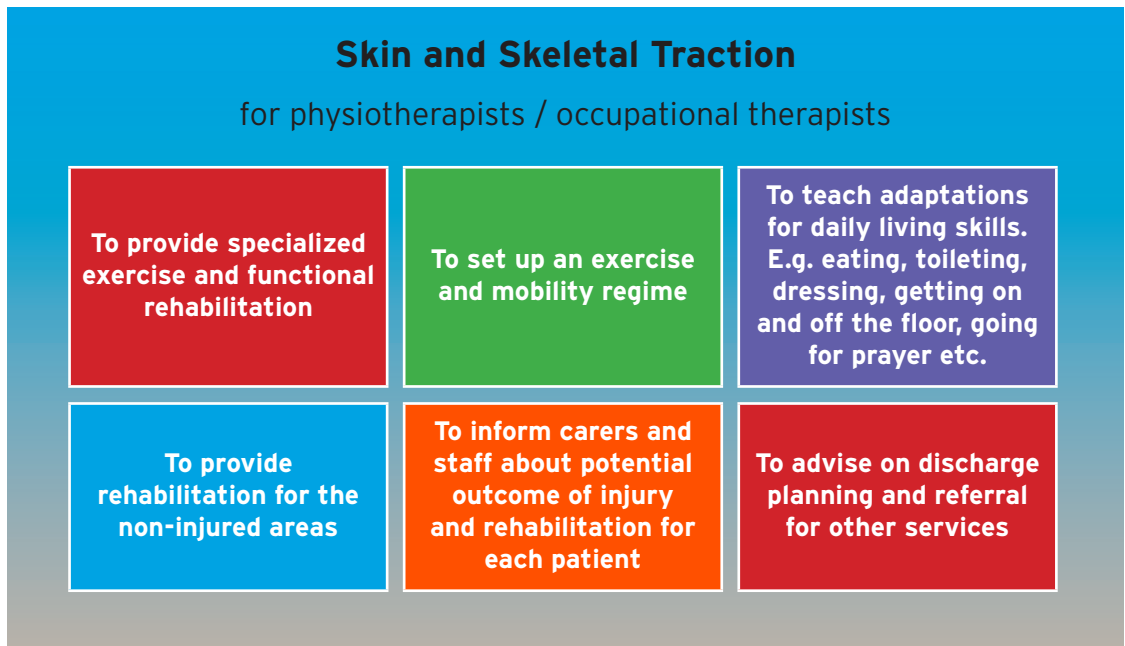 Skin and Skeletal Traction
for physiotherapists / occupational therapists
To provide specialized
exercise and functional
rehabilitation
To set up an exercise
and mobility regime
To teach adaptations
for daily living skills.
E.g. eating, toileting,
dressing, getting on
and off the floor, going
for prayer etc.
To provide
rehabilitation for the
non-injured areas
To inform carers and
staff about potential
outcome of injury
and rehabilitation for
each patient
To advise on discharge
planning and referral
for other services